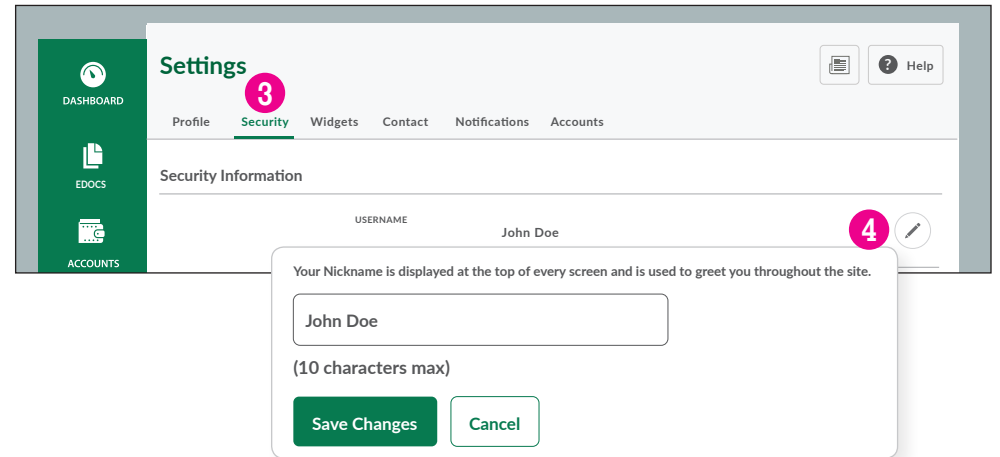 Settings
Help
DASHBOARD
3
Profile Security Widgets Contact Notifications Accounts
Security Information
EDOCS
USERNAME
John Doe
4
ACCOUNTS
Your Nickname is displayed at the top of every screen and is used to greet you throughout the site.
John Doe
(10 characters max)
Save Changes Cancel